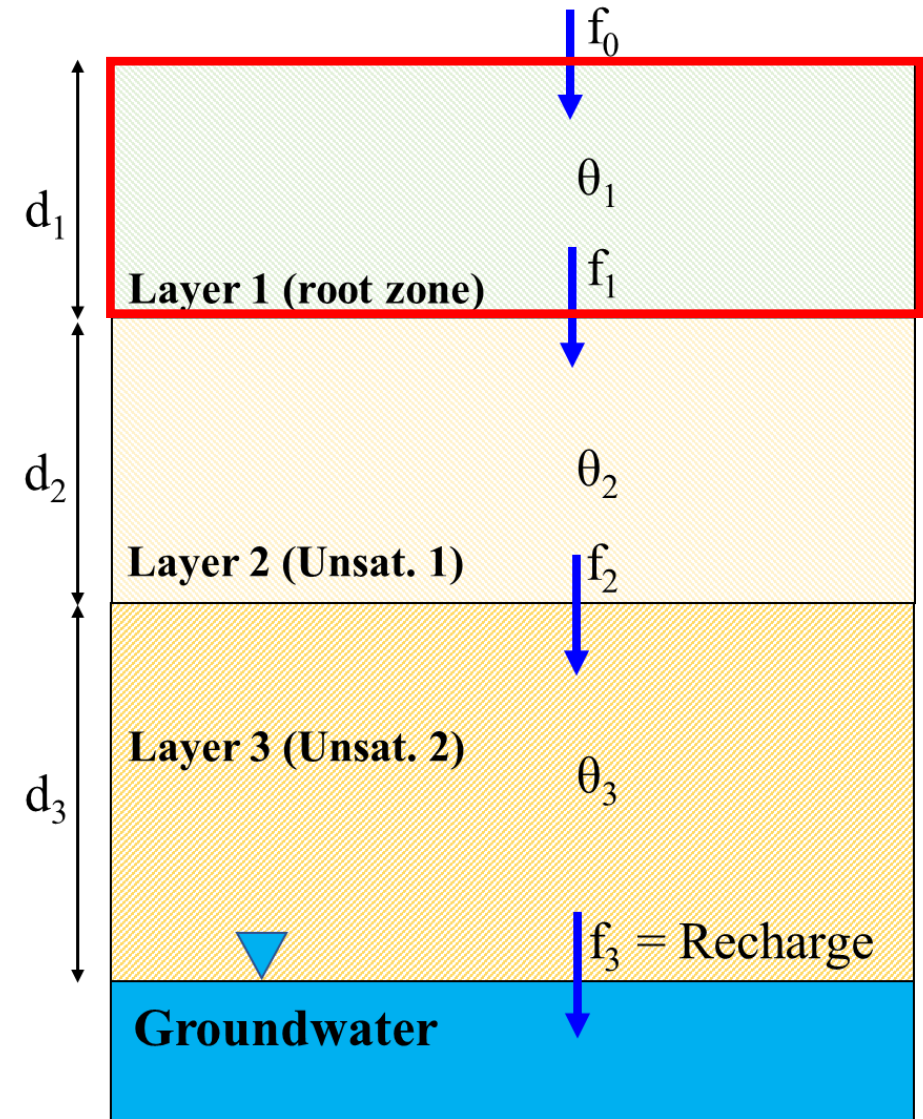 f₀
θ₁
d₁
f₁
Layer 1 (root zone)
θ₂
d₂
f₂
Layer 2 (Unsat. 1)
Layer 3 (Unsat. 2)
θ₃
d₃
f₃ = Recharge
Groundwater